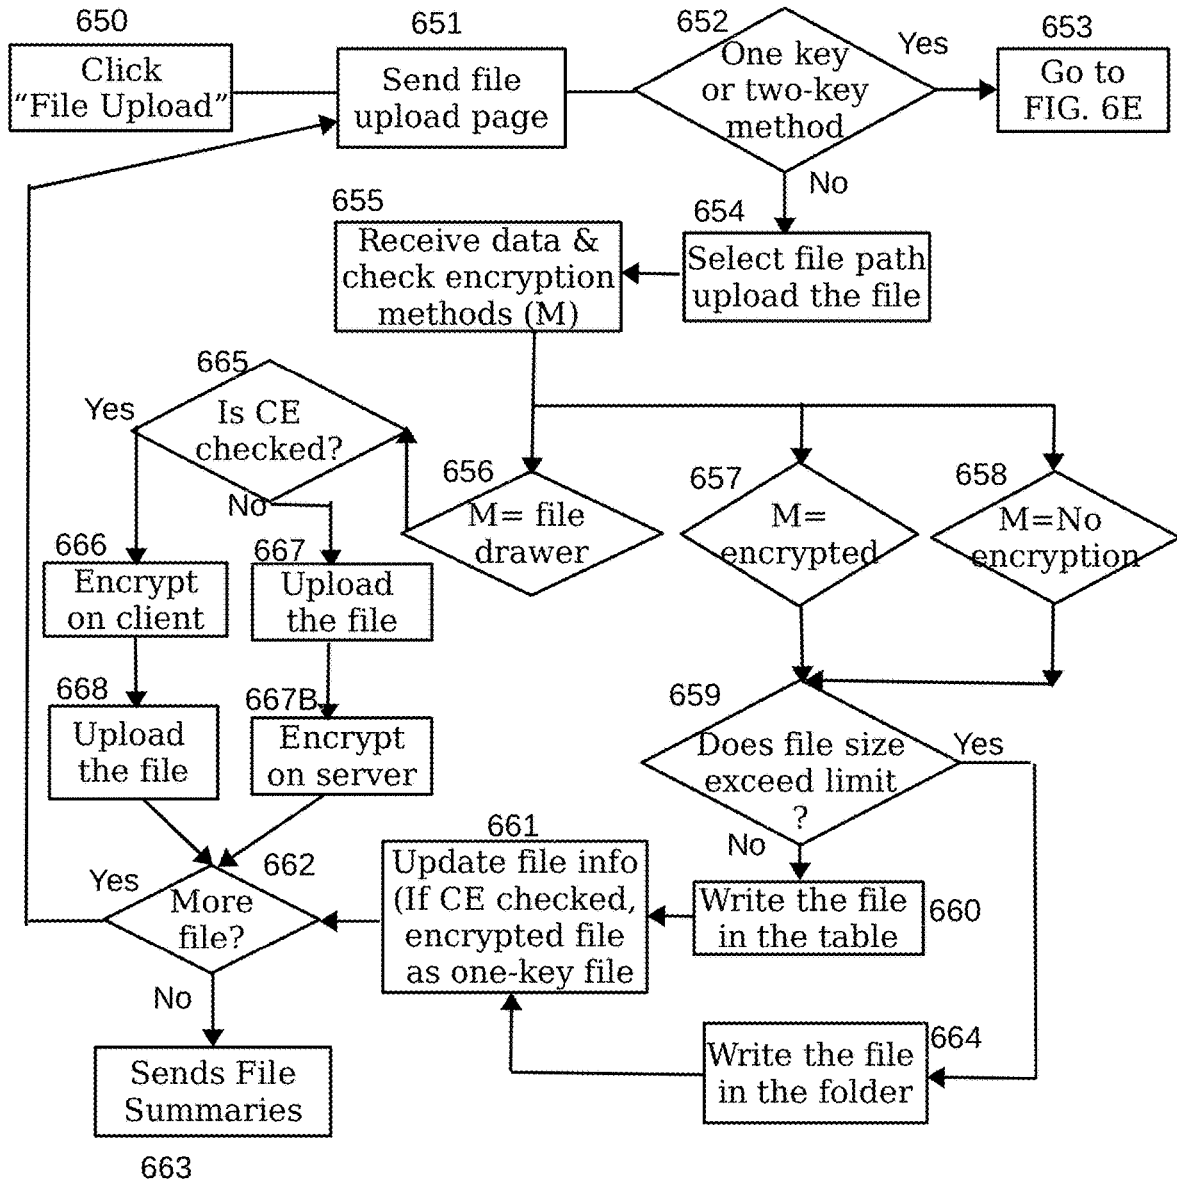 650
Click
“File Upload”
651
Send file
upload page
652
One key
or two-key
method
Yes
653
Go to
FIG. 6E
No
654
Select file path
upload the file
655
Receive data &
check encryption
methods (M)
665
Is CE
checked?
Yes
No
656
M= file
drawer
657
M=
encrypted
658
M=No
encryption
666
Encrypt
on client
667
Upload
the file
668
Upload
the file
667B
Encrypt
on server
659
Does file size
exceed limit
?
Yes
No
660
Write the file
in the table
661
Update file info
(If CE checked,
encrypted file
as one-key file
662
More
file?
Yes
No
664
Write the file
in the folder
Sends File
Summaries
663